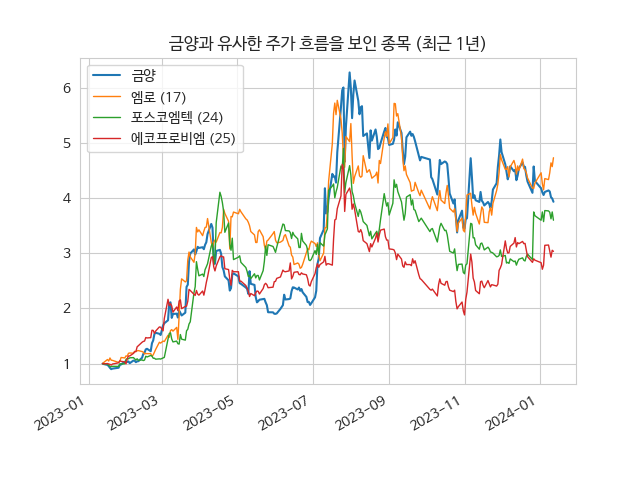 금양과 유사한 주가 흐름을 보인 종목 (최근 1년)
금양
엠로 (17)
포스코엠텍 (24)
에코프로비엠 (25)
6
5
4
3
2
1
2023-01
2023-03
2023-05
2023-07
2023-09
2023-11
2024-01